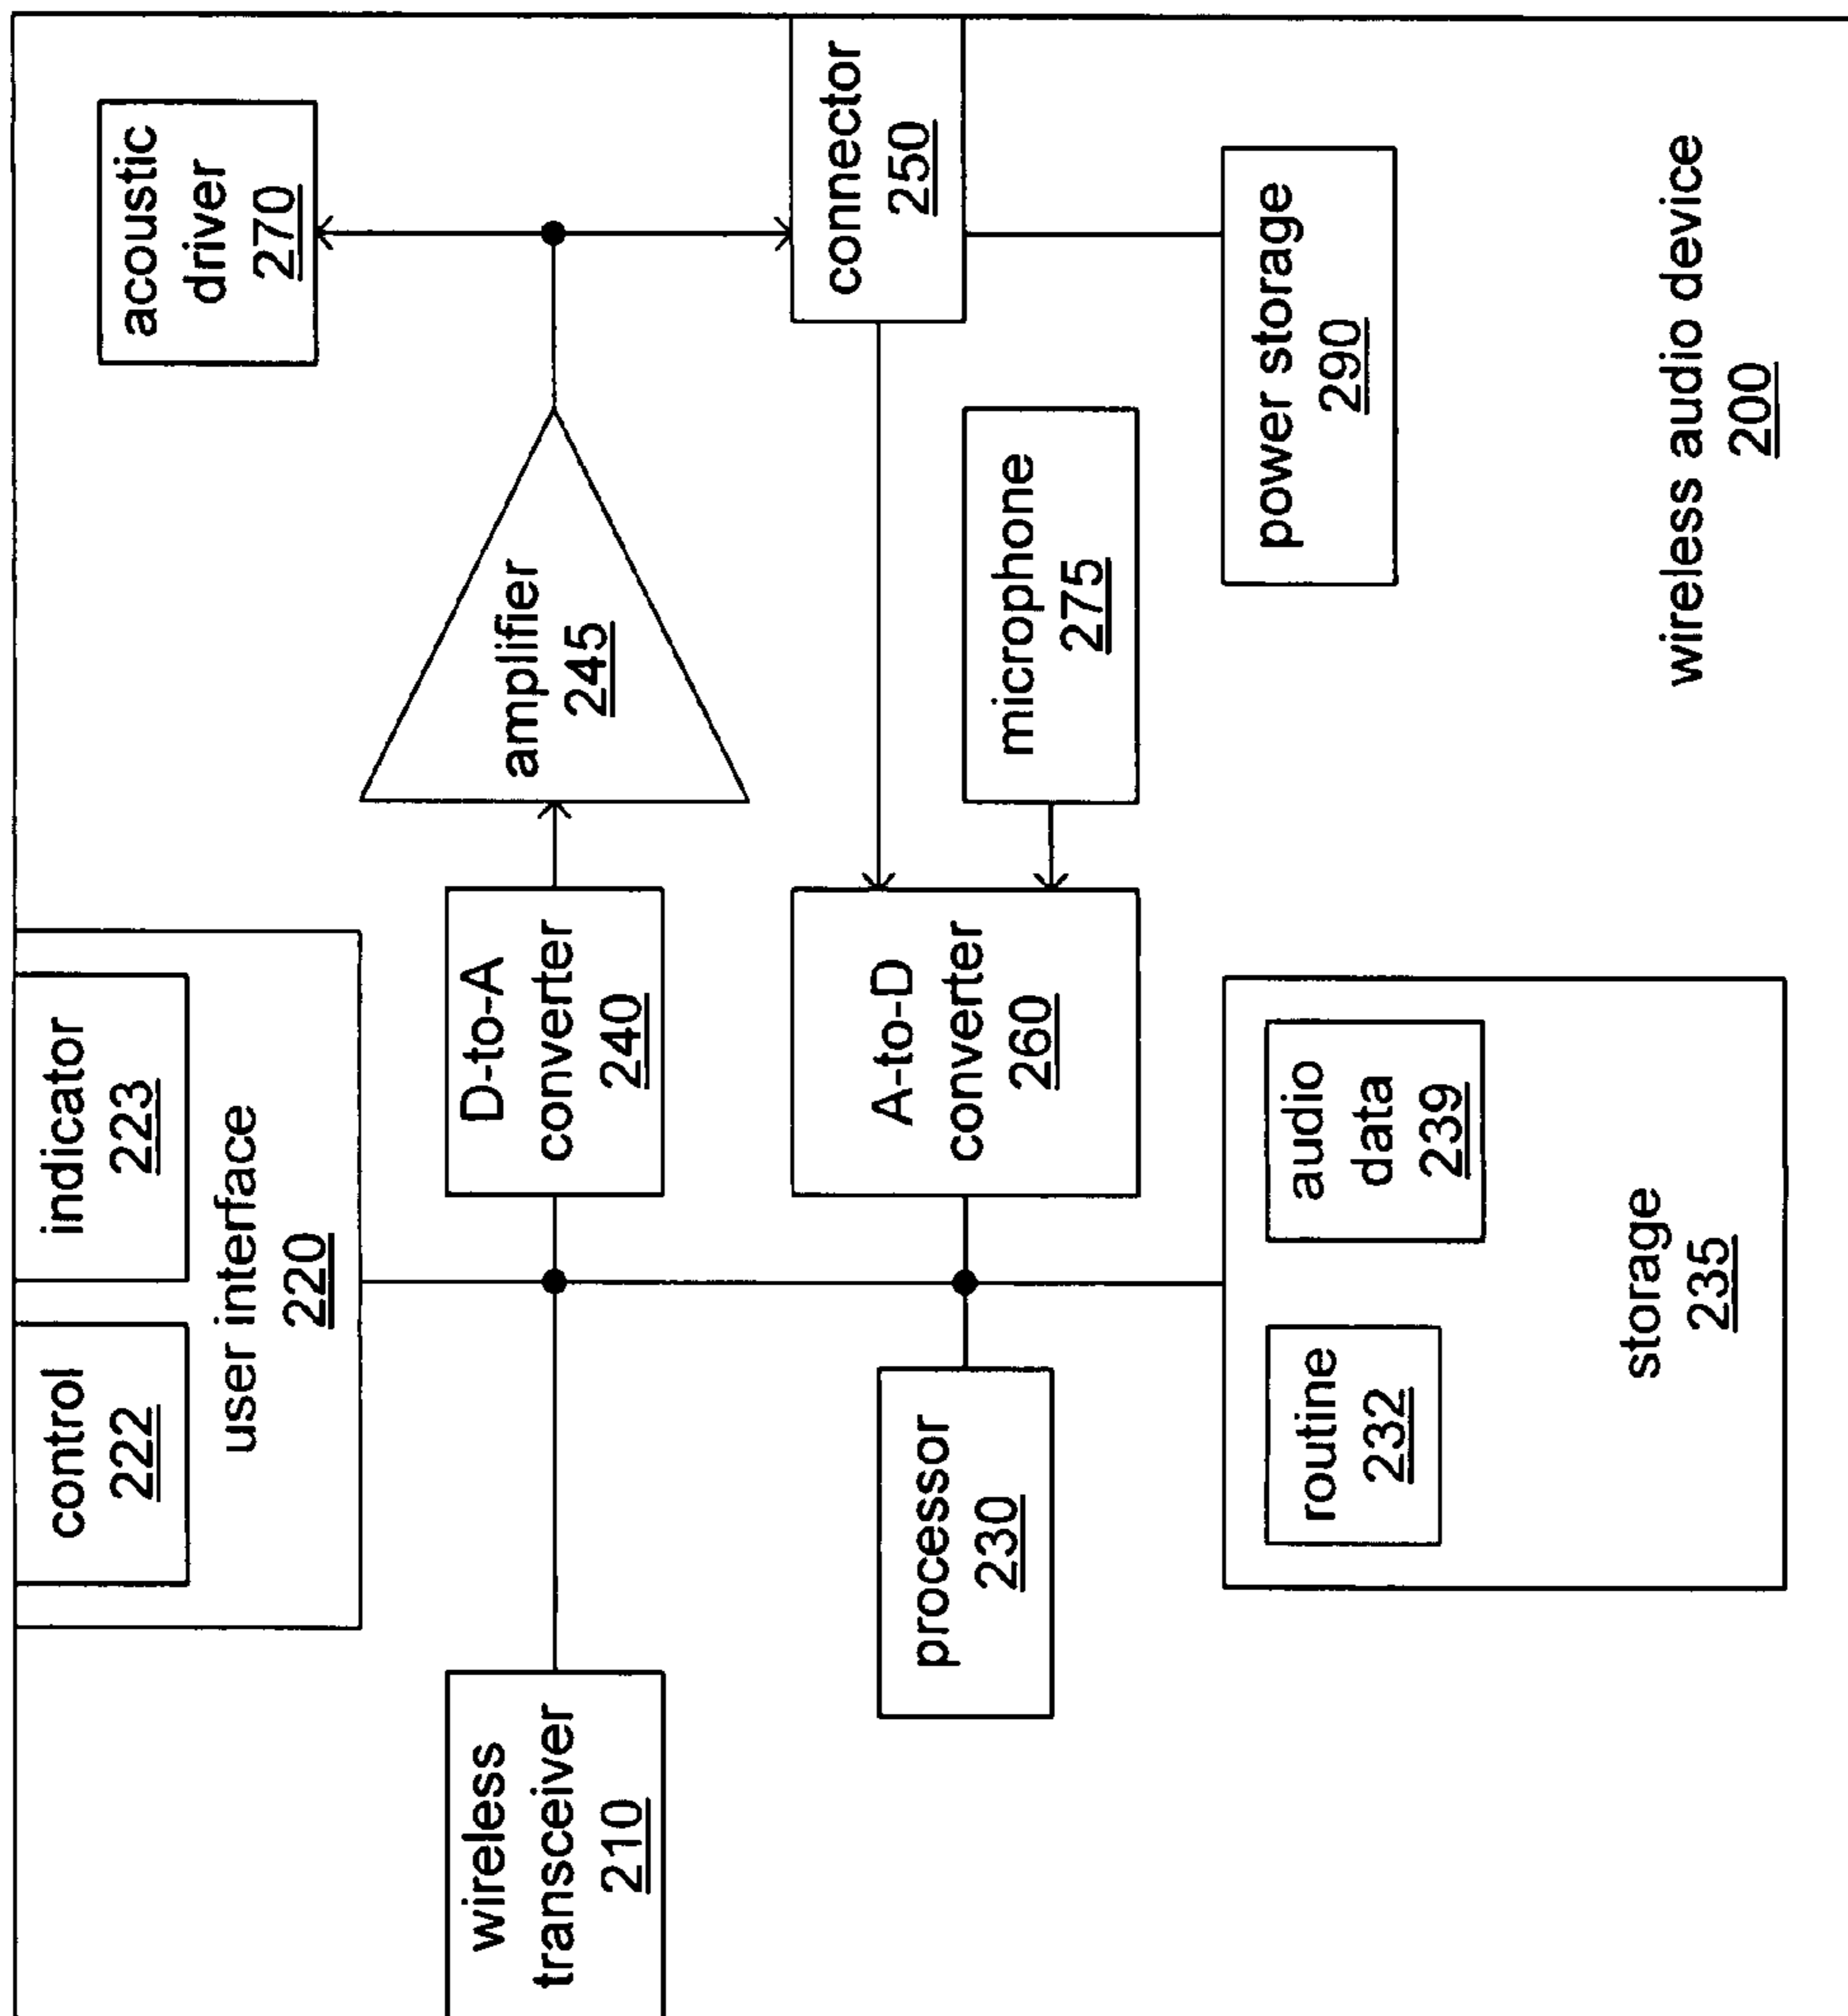 control
222
indicator
223
user interface
220
acoustic
driver
270
wireless
transceiver
210
D-to-A
converter
240
amplifier
245
connector
250
processor
230
A-to-D
converter
260
microphone
275
routine
232
audio
data
239
storage
235
power storage
290
wireless audio device
200